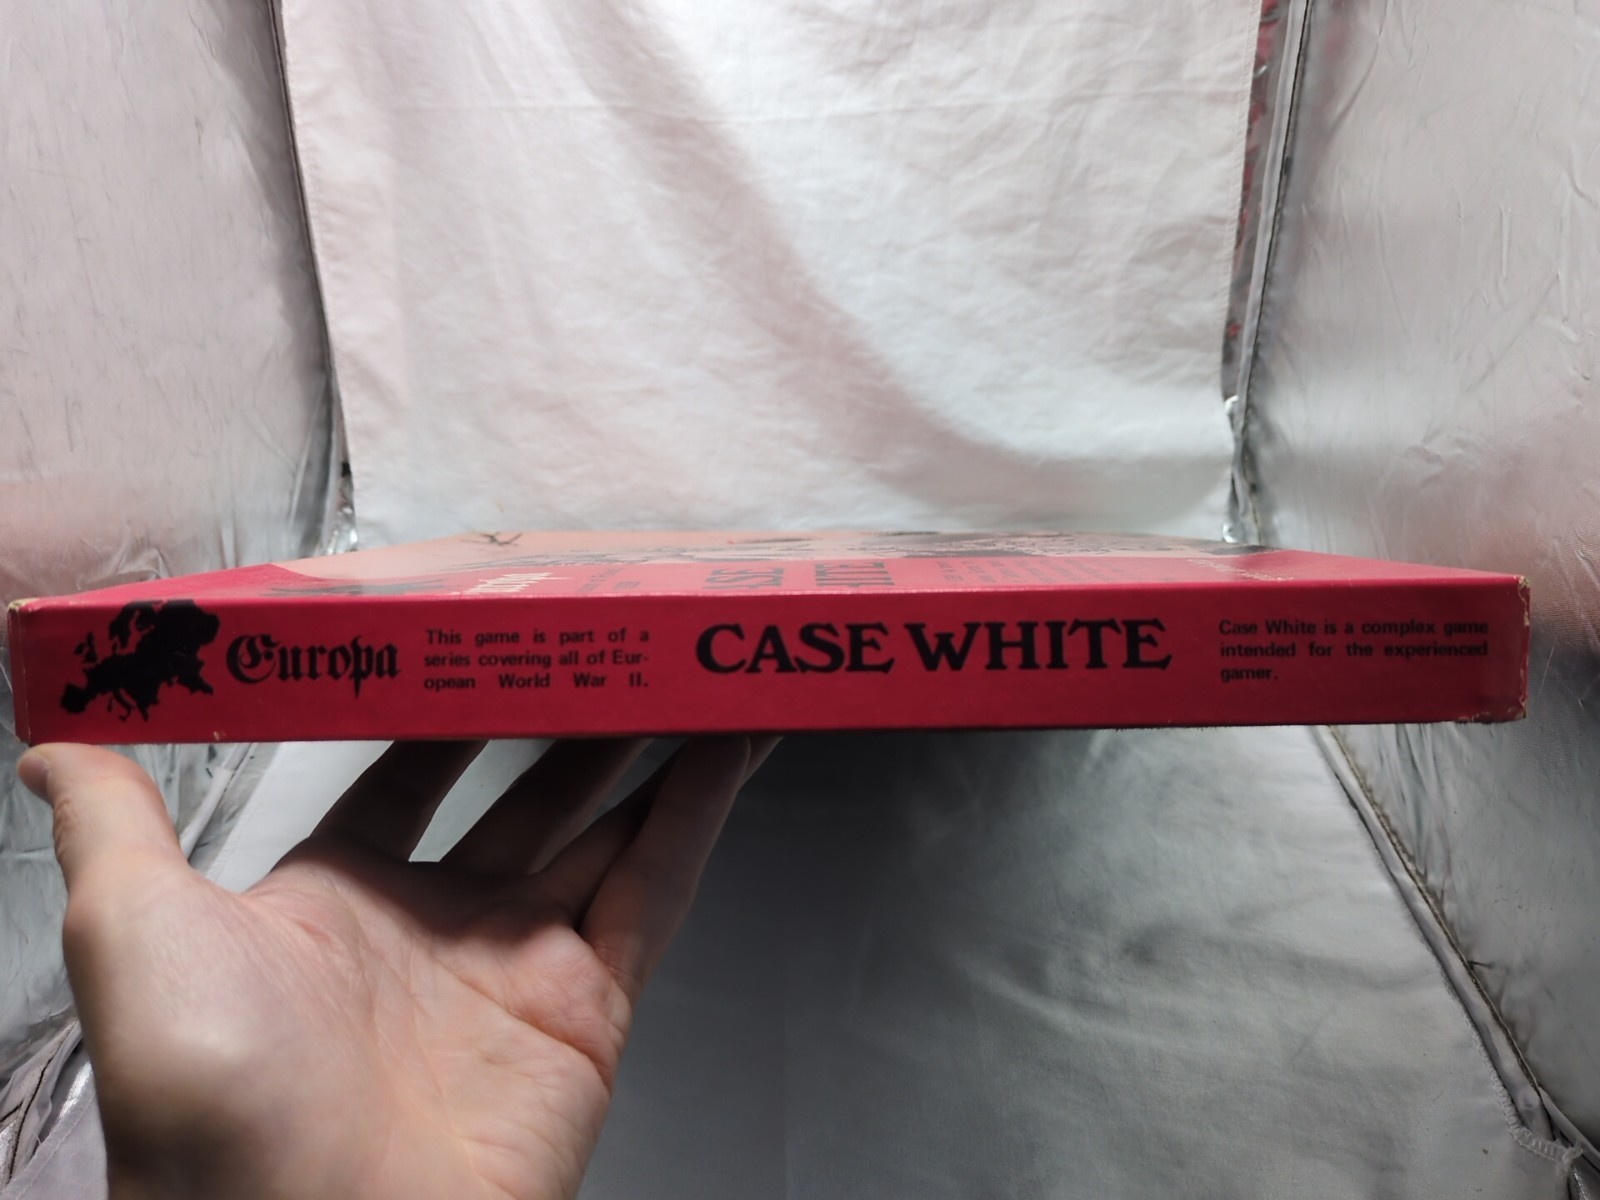 Europa
This game is part of a
series covering all of Eur-
opean World War II.
CASE WHITE
Case White is a complex game
intended for the experienced
gamer.